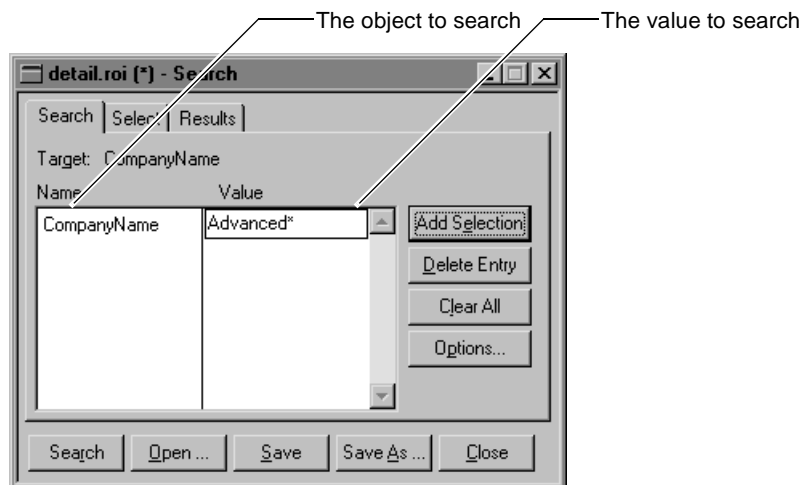 The object to search The value to search
detail.roi (*) - Search
Search Select Results
Target: CompanyName
Name Value
CompanyName Advanced*
Add Selection
Delete Entry
Clear All
Options...
Search Open ... Save Save As ... Close